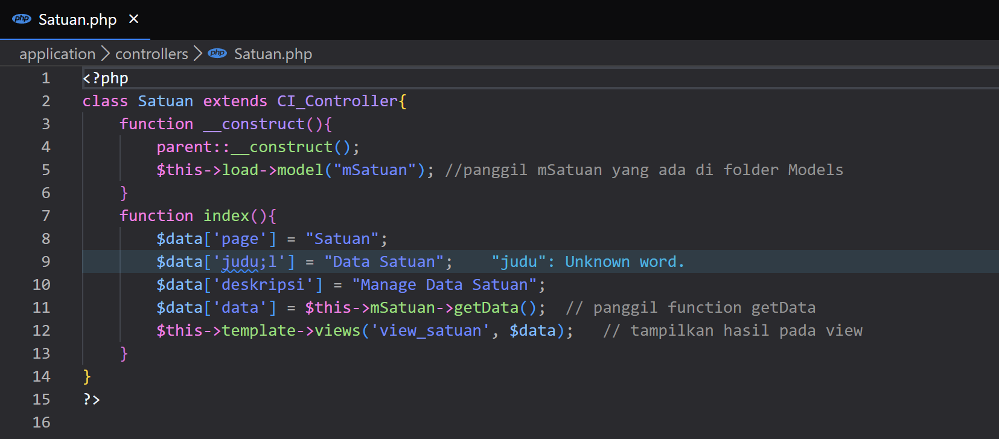 php Satuan.php ×
application > controllers > php Satuan.php
1 <?php
2 class Satuan extends CI_Controller{
3     function __construct(){
4         parent::__construct();
5         $this->load->model("mSatuan"); //panggil mSatuan yang ada di folder Models
6     }
7     function index(){
8         $data['page'] = "Satuan";
9         $data['judu;l'] = "Data Satuan";    "judu": Unknown word.
10         $data['deskripsi'] = "Manage Data Satuan";
11         $data['data'] = $this->mSatuan->getData();  // panggil function getData
12         $this->template->views('view_satuan', $data);   // tampilkan hasil pada view
13     }
14 }
15 ?>
16